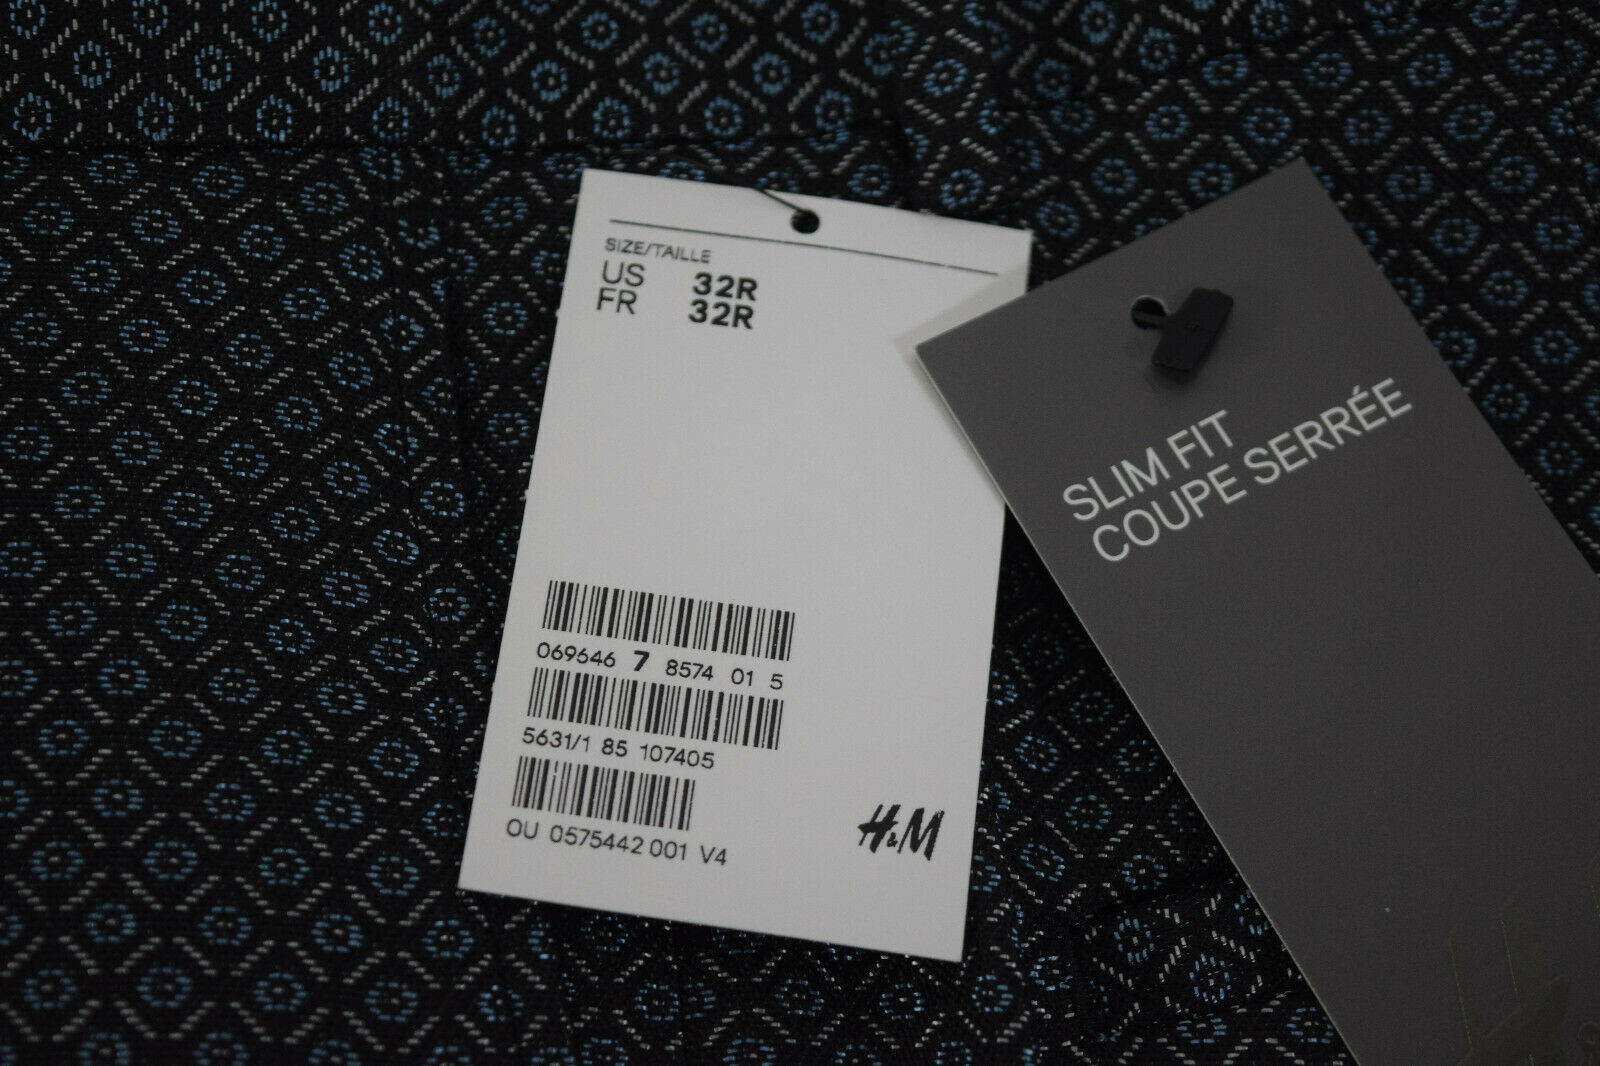 SIZE/TAILLE
US 32R
FR 32R
069646 7 8574 01 5
5631/1 85 107405
OU 0575442 001 V4
H&M
SLIM FIT
COUPE SERRÉE